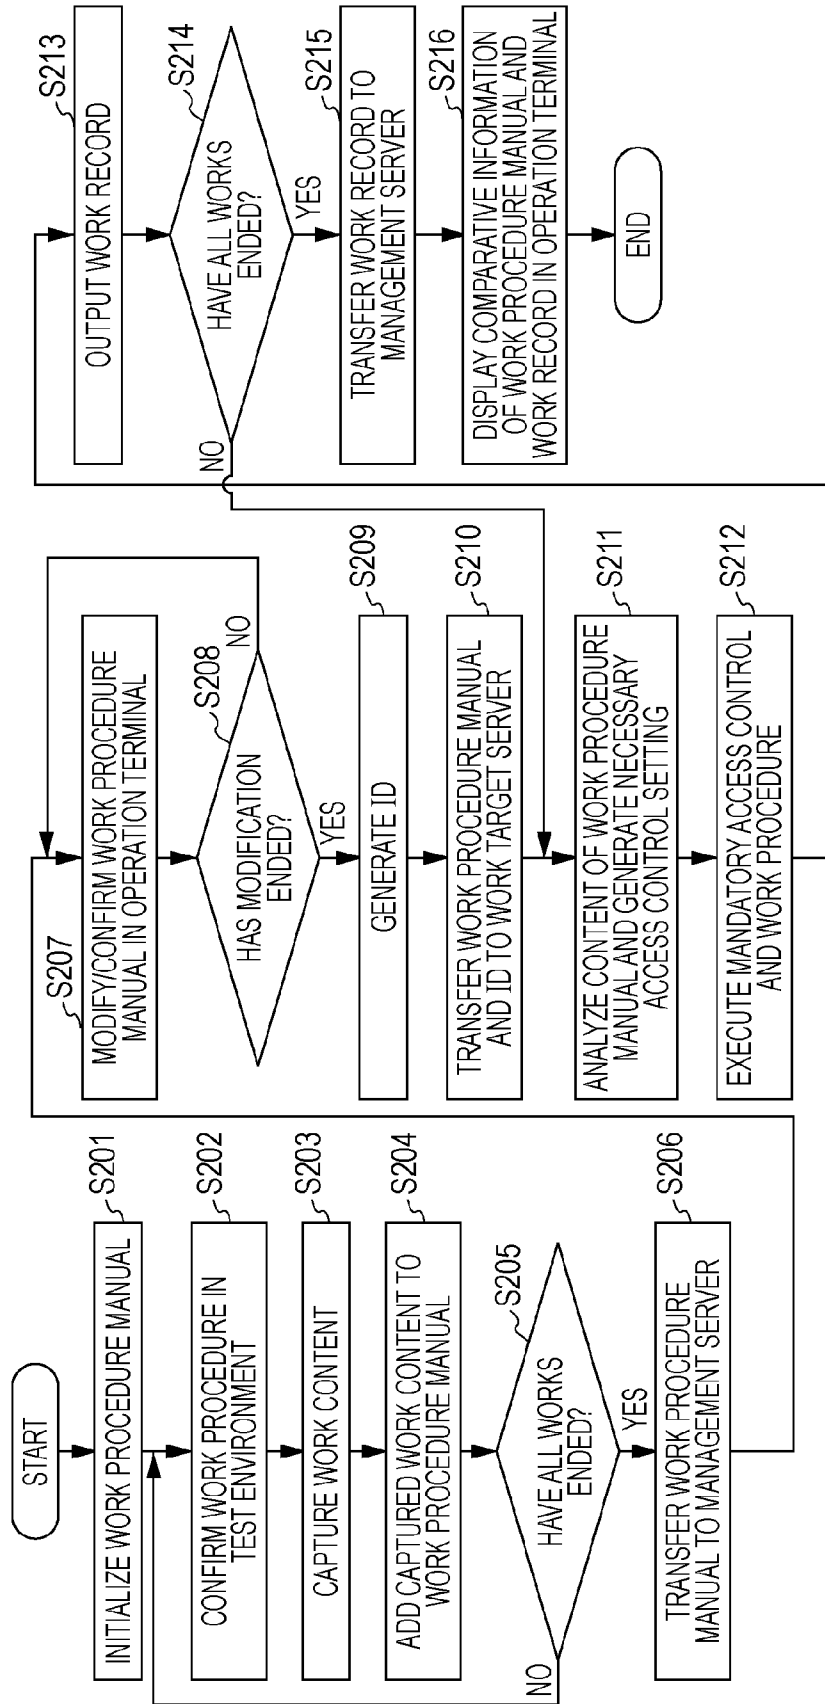 START
INITIALIZE WORK PROCEDURE MANUAL
S201
CONFIRM WORK PROCEDURE IN
TEST ENVIRONMENT
S202
CAPTURE WORK CONTENT
S203
ADD CAPTURED WORK CONTENT TO
WORK PROCEDURE MANUAL
S204
HAVE ALL WORKS
ENDED?
S205
NO
YES
TRANSFER WORK PROCEDURE
MANUAL TO MANAGEMENT SERVER
S206
S207
MODIFY/CONFIRM WORK PROCEDURE
MANUAL IN OPERATION TERMINAL
HAS MODIFICATION
ENDED?
S208
NO
YES
GENERATE ID
S209
TRANSFER WORK PROCEDURE MANUAL
AND ID TO WORK TARGET SERVER
S210
ANALYZE CONTENT OF WORK PROCEDURE
MANUAL AND GENERATE NECESSARY
ACCESS CONTROL SETTING
S211
EXECUTE MANDATORY ACCESS CONTROL
AND WORK PROCEDURE
S212
OUTPUT WORK RECORD
S213
HAVE ALL WORKS
ENDED?
S214
NO
YES
TRANSFER WORK RECORD TO
MANAGEMENT SERVER
S215
DISPLAY COMPARATIVE INFORMATION
OF WORK PROCEDURE MANUAL AND
WORK RECORD IN OPERATION TERMINAL
S216
END